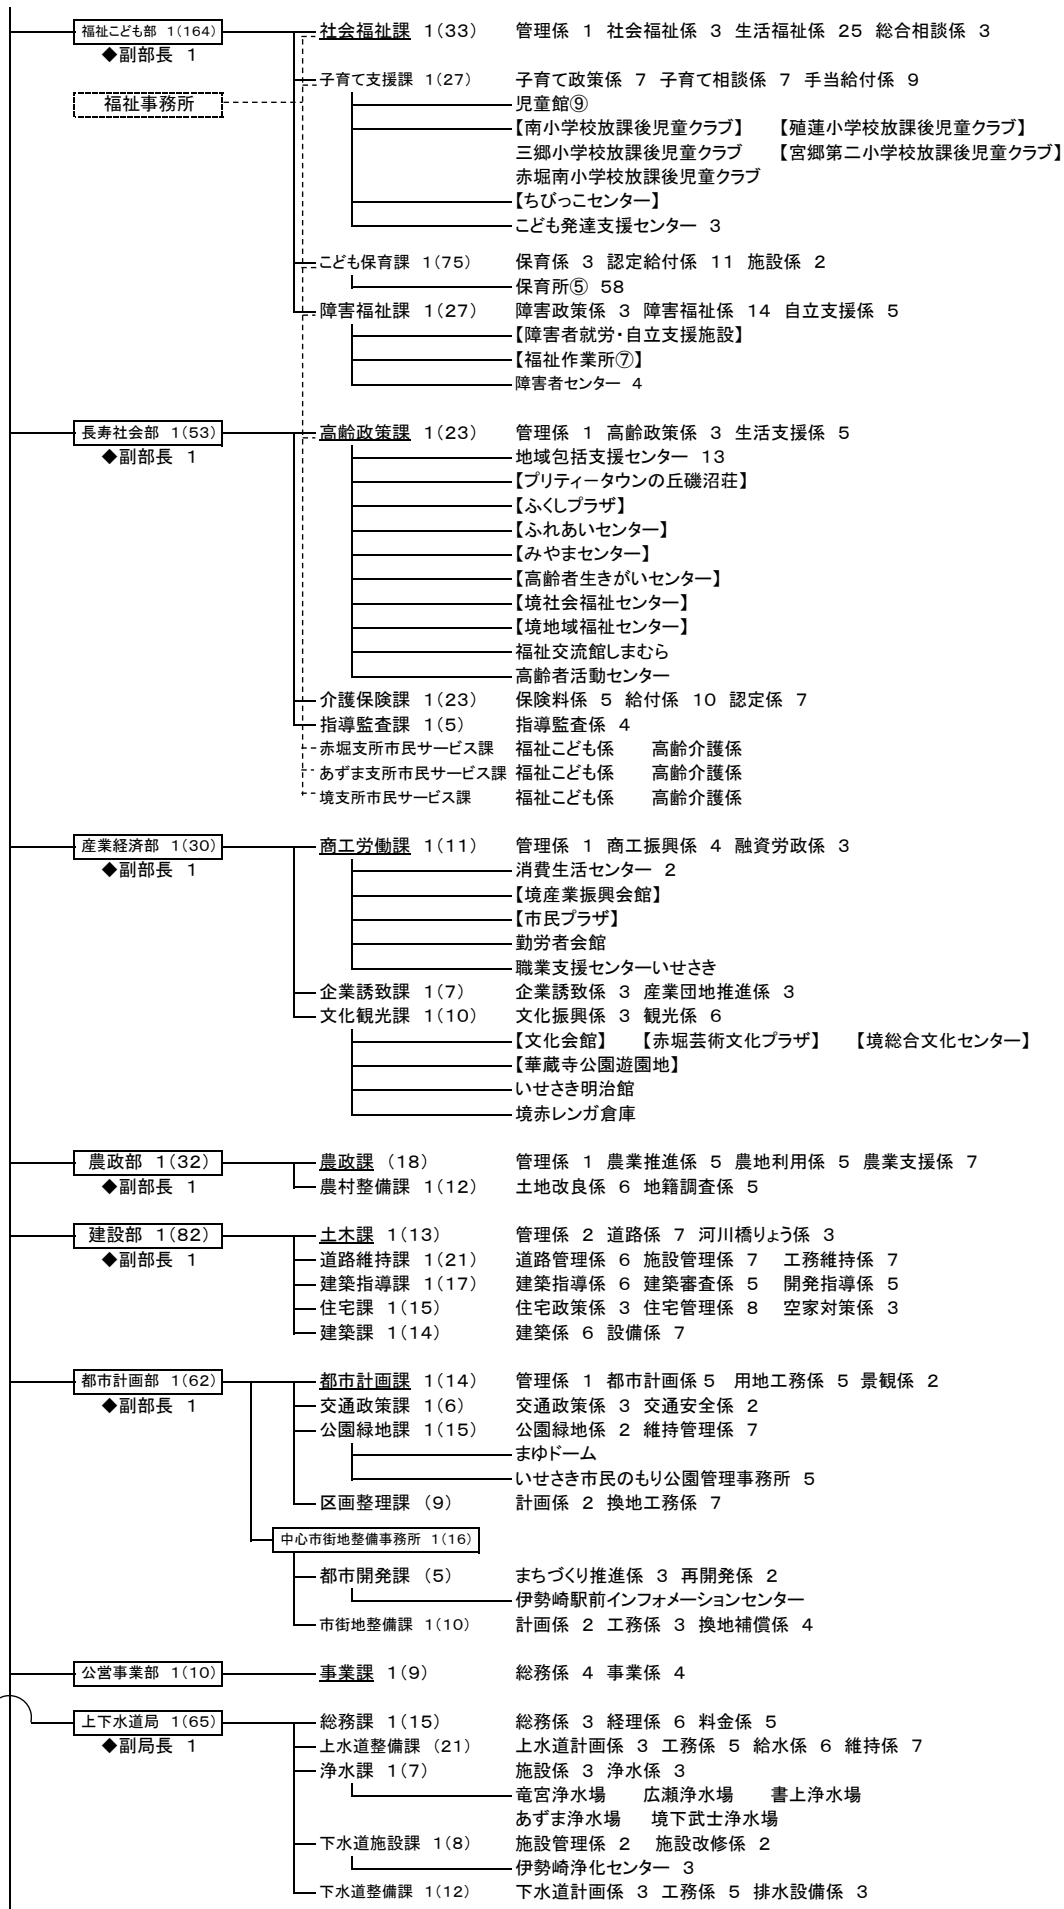 福祉こども部 1(164) 社会福祉課 1(33) 管理係 1 社会福祉係 3 生活福祉係 25 総合相談係 3
◆副部長 1
子育て支援課 1(27) 子育て政策係 7 子育て相談係 7 手当給付係 9
福祉事務所 児童館⑨
【南小学校放課後児童クラブ】 【殖蓮小学校放課後児童クラブ】
三郷小学校放課後児童クラブ 【宮郷第二小学校放課後児童クラブ】
赤堀南小学校放課後児童クラブ
【ちびっこセンター】
こども発達支援センター 3
こども保育課 1(75) 保育係 3 認定給付係 11 施設係 2
保育所⑤ 58
障害福祉課 1(27) 障害政策係 3 障害福祉係 14 自立支援係 5
【障害者就労・自立支援施設】
【福祉作業所⑦】
障害者センター 4
長寿社会部 1(53) 高齢政策課 1(23) 管理係 1 高齢政策係 3 生活支援係 5
◆副部長 1 地域包括支援センター 13
【プリティータウンの丘磯沼荘】
【ふくしプラザ】
【ふれあいセンター】
【みやまセンター】
【高齢者生きがいセンター】
【境社会福祉センター】
【境地域福祉センター】
福祉交流館しまむら
高齢者活動センター
介護保険課 1(23) 保険料係 5 給付係 10 認定係 7
指導監査課 1(5) 指導監査係 4
赤堀支所市民サービス課 福祉こども係 高齢介護係
あずま支所市民サービス課 福祉こども係 高齢介護係
境支所市民サービス課 福祉こども係 高齢介護係
産業経済部 1(30) 商工労働課 1(11) 管理係 1 商工振興係 4 融資労政係 3
◆副部長 1 消費生活センター 2
【境産業振興会館】
【市民プラザ】
勤労者会館
職業支援センターいせさき
企業誘致課 1(7) 企業誘致係 3 産業団地推進係 3
文化観光課 1(10) 文化振興係 3 観光係 6
【文化会館】 【赤堀芸術文化プラザ】 【境総合文化センター】
【華蔵寺公園遊園地】
いせさき明治館
境赤レンガ倉庫
農政部 1(32) 農政課 (18) 管理係 1 農業推進係 5 農地利用係 5 農業支援係 7
◆副部長 1 農村整備課 1(12) 土地改良係 6 地籍調査係 5
建設部 1(82) 土木課 1(13) 管理係 2 道路係 7 河川橋りょう係 3
◆副部長 1 道路維持課 1(21) 道路管理係 6 施設管理係 7 工務維持係 7
建築指導課 1(17) 建築指導係 6 建築審査係 5 開発指導係 5
住宅課 1(15) 住宅政策係 3 住宅管理係 8 空家対策係 3
建築課 1(14) 建築係 6 設備係 7
都市計画部 1(62) 都市計画課 1(14) 管理係 1 都市計画係 5 用地工務係 5 景観係 2
◆副部長 1 交通政策課 1(6) 交通政策係 3 交通安全係 2
公園緑地課 1(15) 公園緑地係 2 維持管理係 7
まゆドーム
いせさき市民のもり公園管理事務所 5
区画整理課 (9) 計画係 2 換地工務係 7
中心市街地整備事務所 1(16)
都市開発課 (5) まちづくり推進係 3 再開発係 2
伊勢崎駅前インフォメーションセンター
市街地整備課 1(10) 計画係 2 工務係 3 換地補償係 4
公営事業部 1(10) 事業課 1(9) 総務係 4 事業係 4
上下水道局 1(65) 総務課 1(15) 総務係 3 経理係 6 料金係 5
◆副局長 1 上水道整備課 (21) 上水道計画係 3 工務係 5 給水係 6 維持係 7
浄水課 1(7) 施設係 3 浄水係 3
竜宮浄水場 広瀬浄水場 書上浄水場
あずま浄水場 境下武士浄水場
下水道施設課 1(8) 施設管理係 2 施設改修係 2
伊勢崎浄化センター 3
下水道整備課 1(12) 下水道計画係 3 工務係 5 排水設備係 3